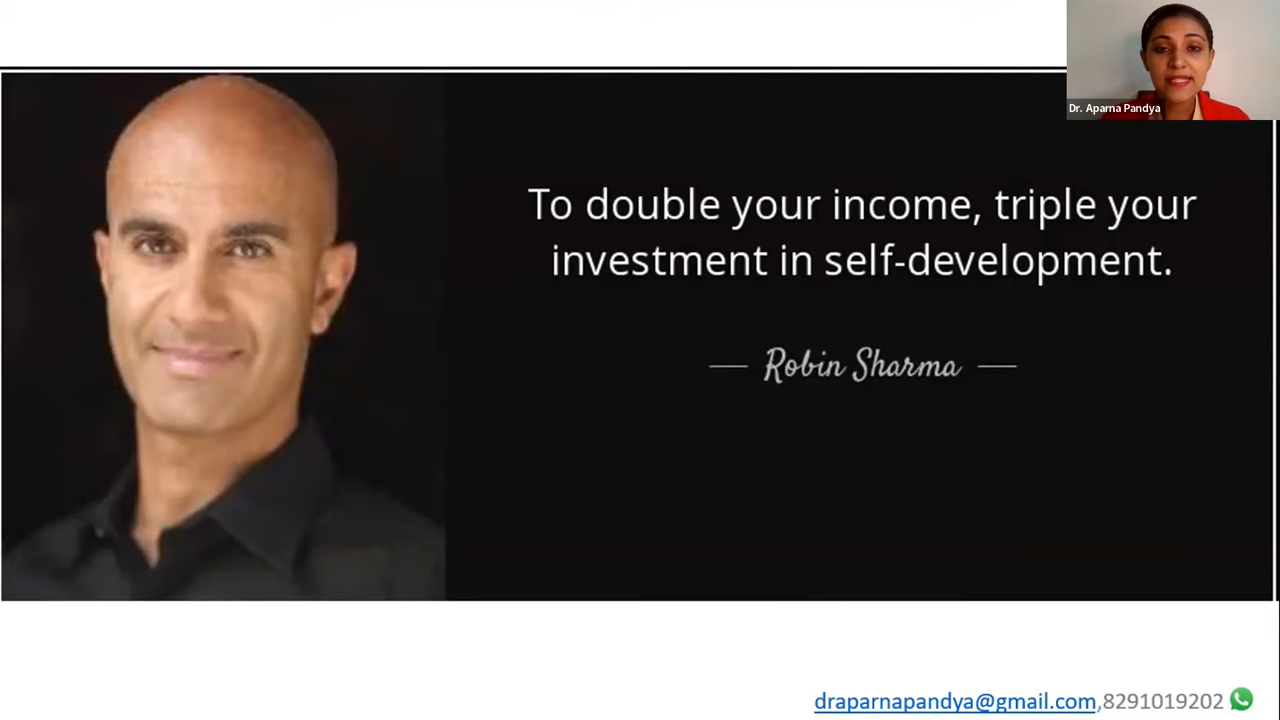 Dr. Aparna Pandya
To double your income, triple your
investment in self-development.
— Robin Sharma —
draparnapandya@gmail.com,8291019202